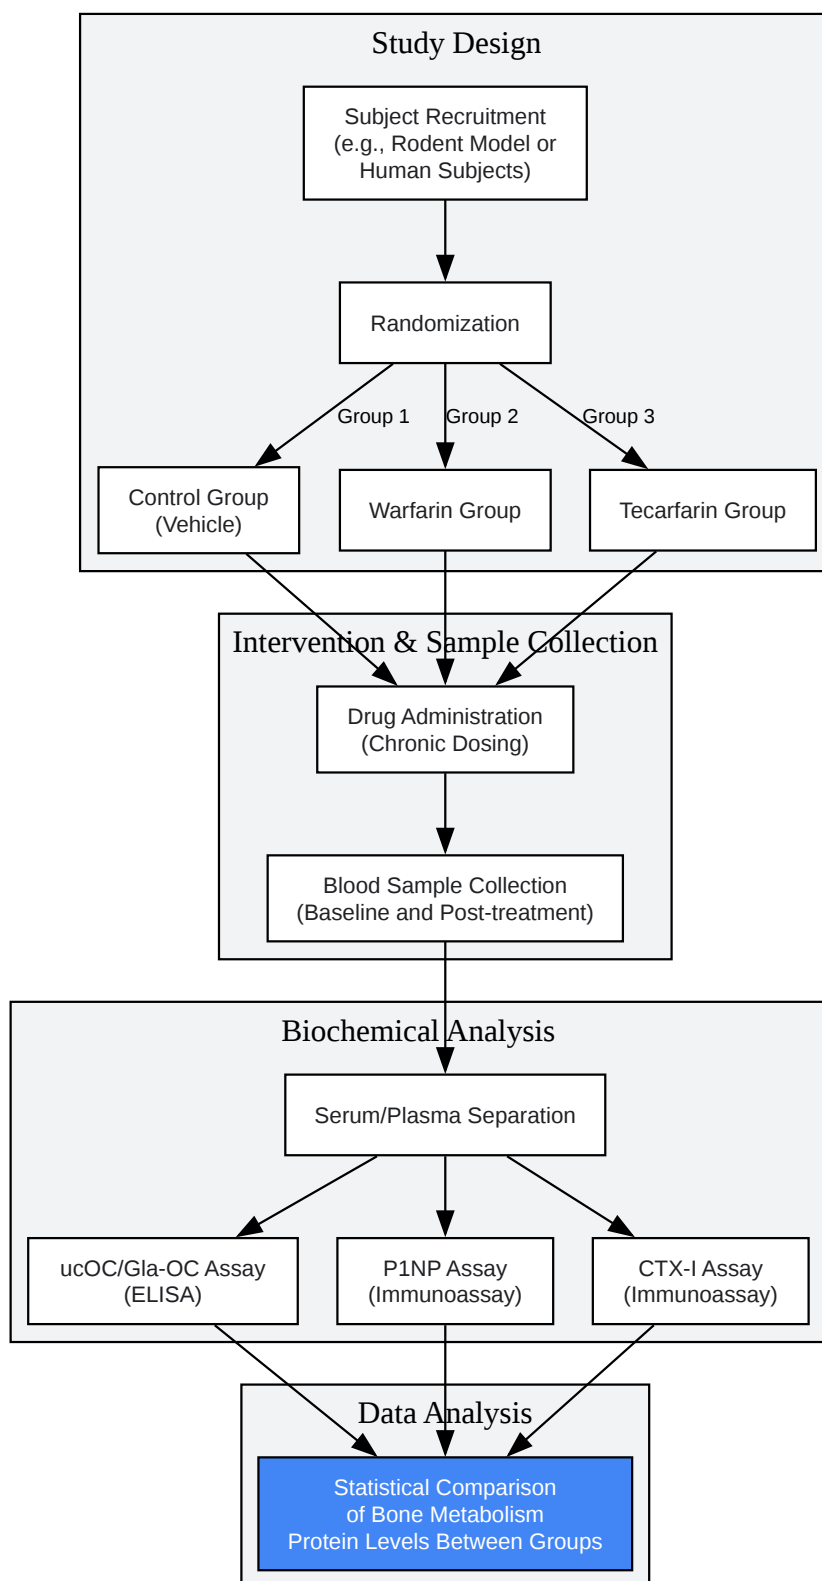 Study Design
Subject Recruitment
(e.g., Rodent Model or
Human Subjects)
Randomization
Group 1
Group 2
Group 3
Control Group
(Vehicle)
Warfarin Group
Tecarfarin Group
Intervention & Sample Collection
Drug Administration
(Chronic Dosing)
Blood Sample Collection
(Baseline and Post-treatment)
Biochemical Analysis
Serum/Plasma Separation
ucOC/Gla-OC Assay
(ELISA)
P1NP Assay
(Immunoassay)
CTX-I Assay
(Immunoassay)
Data Analysis
Statistical Comparison
of Bone Metabolism
Protein Levels Between Groups